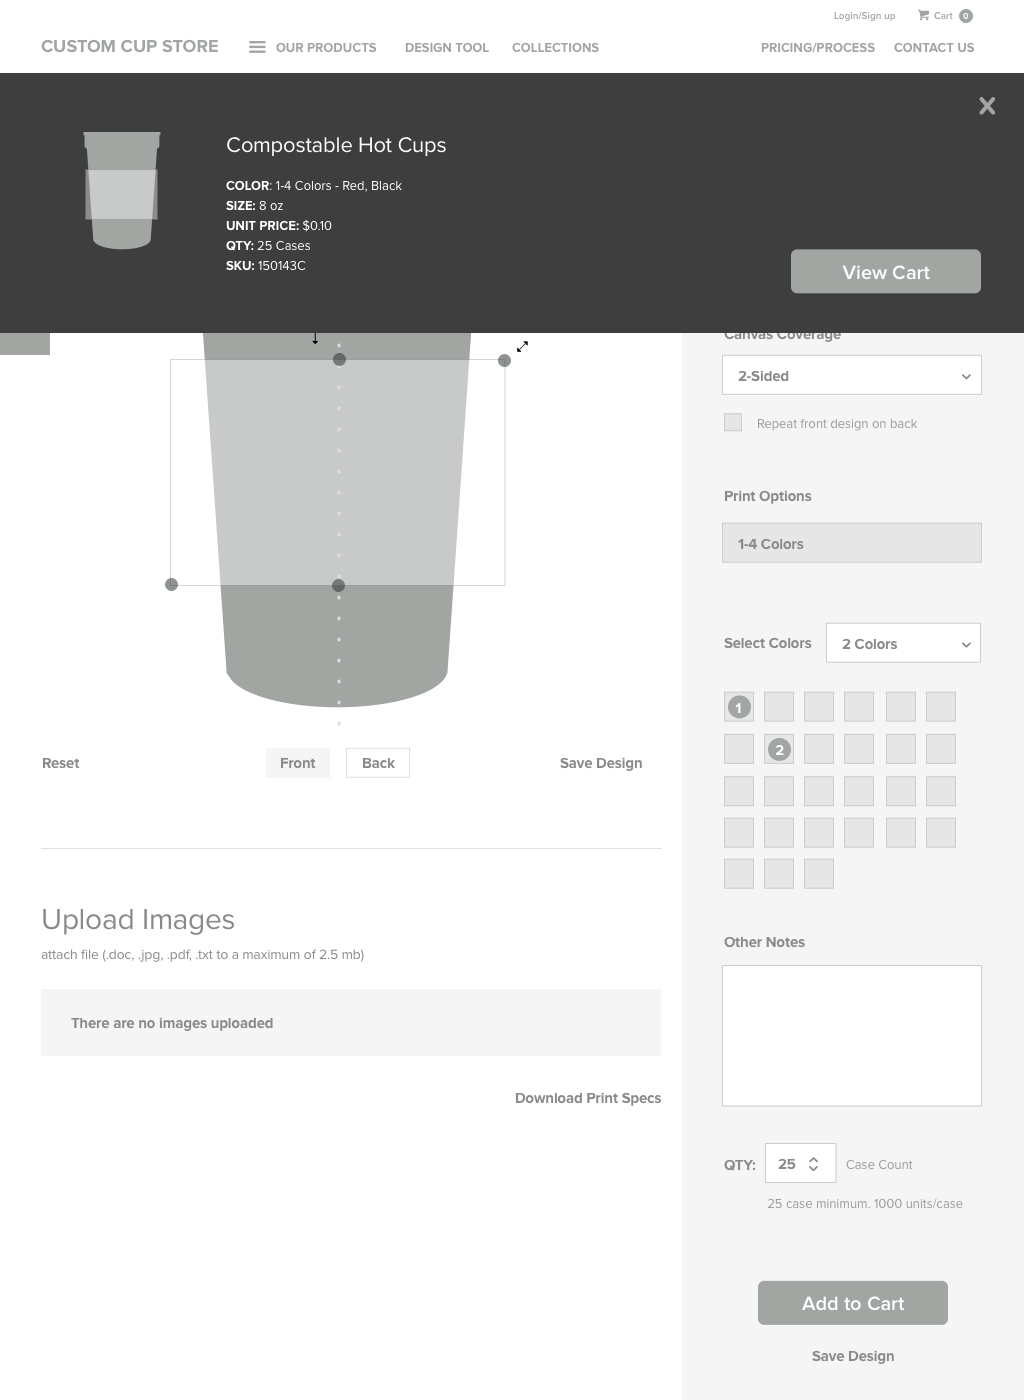 Login/Sign up
Cart 0
CUSTOM CUP STORE
OUR PRODUCTS
DESIGN TOOL
COLLECTIONS
PRICING/PROCESS
CONTACT US
X
Compostable Hot Cups
COLOR: 1-4 Colors - Red, Black
SIZE: 8 oz
UNIT PRICE: $0.10
QTY: 25 Cases
SKU: 150143C
View Cart
Canvas Coverage
2-Sided
Repeat front design on back
Print Options
1-4 Colors
Select Colors
2 Colors
1
2
Reset
Front
Back
Save Design
Upload Images
attach file (.doc, .jpg, .pdf, .txt to a maximum of 2.5 mb)
There are no images uploaded
Download Print Specs
Other Notes
QTY: 25 Case Count
25 case minimum. 1000 units/case
Add to Cart
Save Design